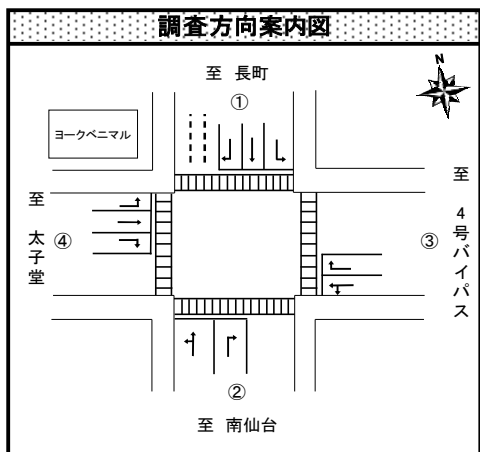 調査方向案内図
N
至 長町
①
ヨークベニマル
至 太子堂
④
③
至 4号バイパス
②
至 南仙台